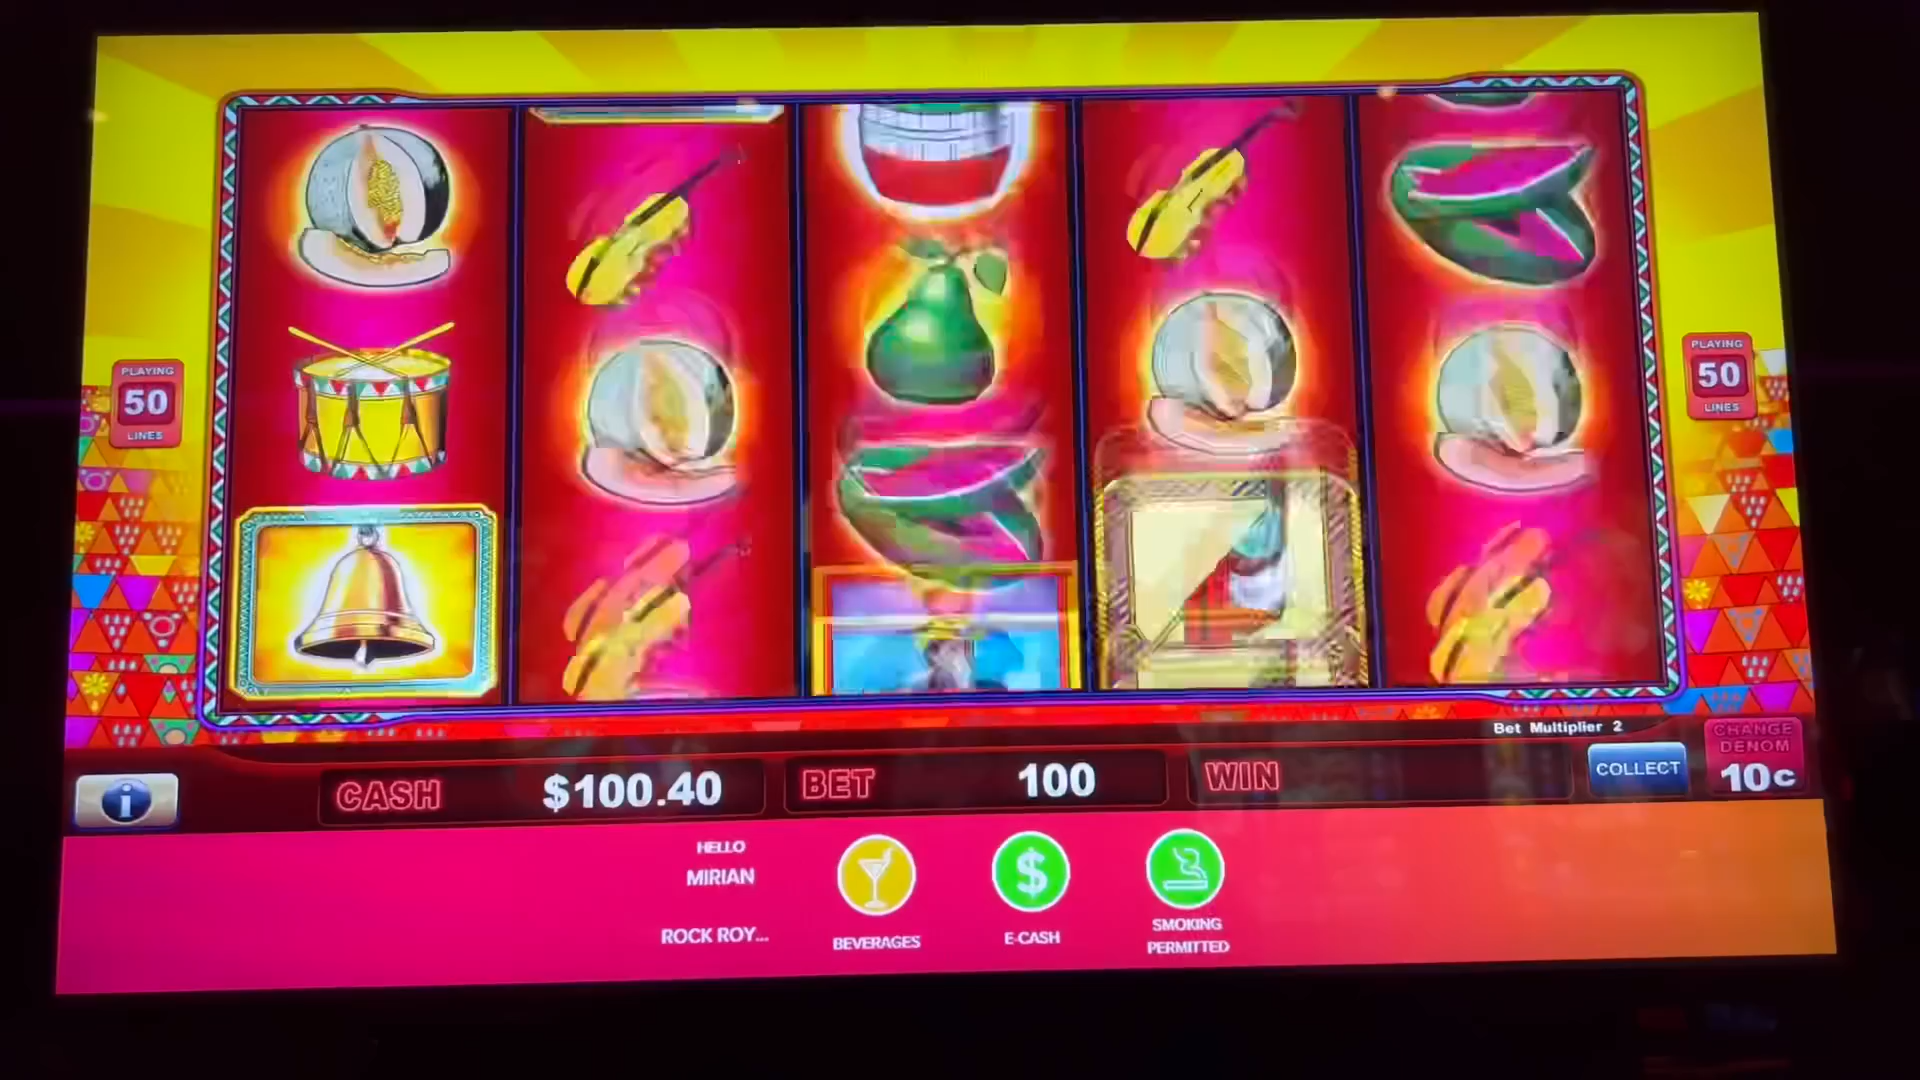 PLAYING
50
LINES
PLAYING
50
LINES
Bet Multiplier 2
CASH $100.40
BET 100
WIN
COLLECT
CHANGE
DENOM
10c
HELLO
MIRIAN
ROCK ROY...
BEVERAGES
E-CASH
SMOKING
PERMITTED